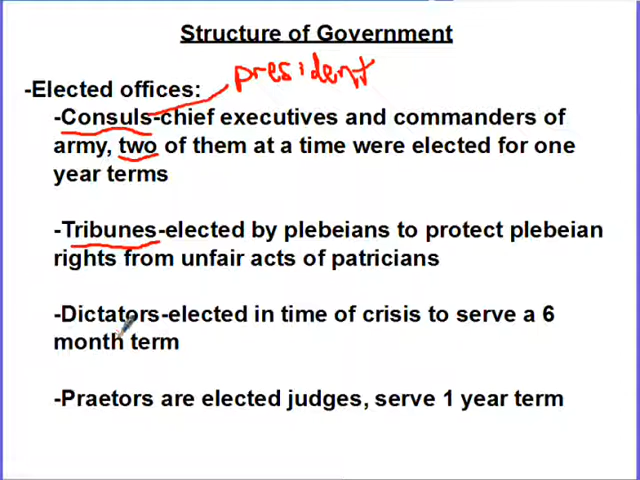 Structure of Government
president
-Elected offices:
-Consuls-chief executives and commanders of
army, two of them at a time were elected for one
year terms
-Tribunes-elected by plebeians to protect plebeian
rights from unfair acts of patricians
-Dictators-elected in time of crisis to serve a 6
month term
-Praetors are elected judges, serve 1 year term